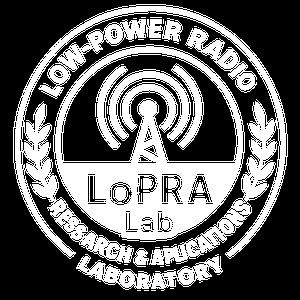 LOW-POWER RADIO
LoPRA
Lab
RESEARCH & APLICATIONS
LABORATORY